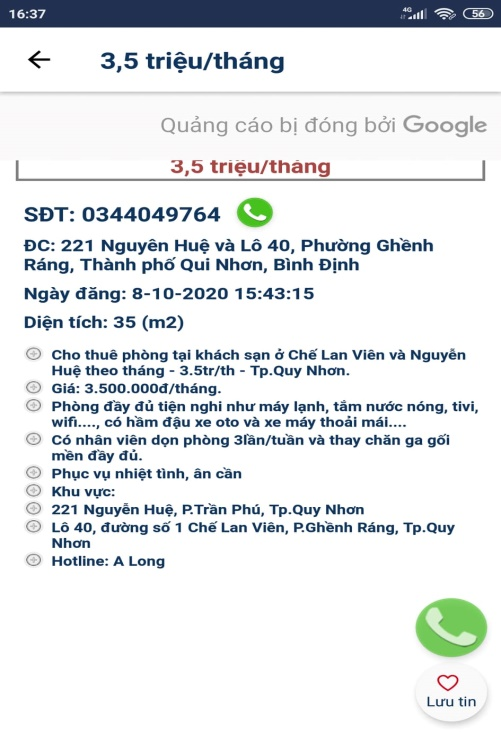 16:37
4G
56
3,5 triệu/tháng
Quảng cáo bị đóng bởi Google
3,5 triệu/tháng
SĐT: 0344049764
ĐC: 221 Nguyên Huệ và Lô 40, Phường Ghềnh
Ráng, Thành phố Qui Nhơn, Bình Định
Ngày đăng: 8-10-2020 15:43:15
Diện tích: 35 (m2)
Cho thuê phòng tại khách sạn ở Chế Lan Viên và Nguyễn
Huệ theo tháng - 3.5tr/th - Tp.Quy Nhơn.
Giá: 3.500.000đ/tháng.
Phòng đầy đủ tiện nghi như máy lạnh, tắm nước nóng, tivi,
wifi...., có hầm đậu xe oto và xe máy thoải mái....
Có nhân viên dọn phòng 3lần/tuần và thay chăn ga gối
mền đầy đủ.
Phục vụ nhiệt tình, ân cần
Khu vực:
221 Nguyễn Huệ, P.Trần Phú, Tp.Quy Nhơn
Lô 40, đường số 1 Chế Lan Viên, P.Ghềnh Ráng, Tp.Quy
Nhơn
Hotline: A Long
Lưu tin